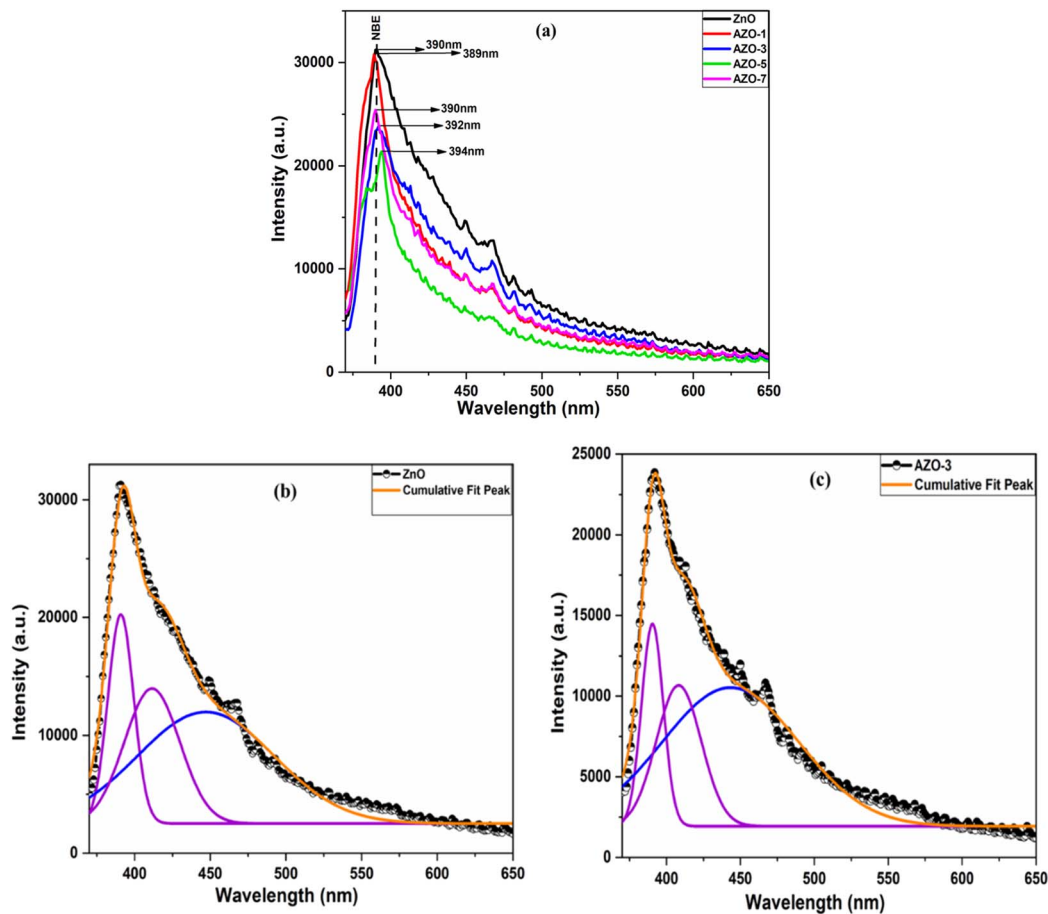 (a)
NBE
390nm
389nm
390nm
392nm
394nm
ZnO
AZO-1
AZO-3
AZO-5
AZO-7
Intensity (a.u.)
30000
20000
10000
0
400 450 500 550 600 650
Wavelength (nm)
(b)
ZnO
Cumulative Fit Peak
Intensity (a.u.)
30000
20000
10000
0
400 450 500 550 600 650
Wavelength (nm)
(c)
AZO-3
Cumulative Fit Peak
Intensity (a.u.)
25000
20000
15000
10000
5000
0
400 450 500 550 600 650
Wavelength (nm)